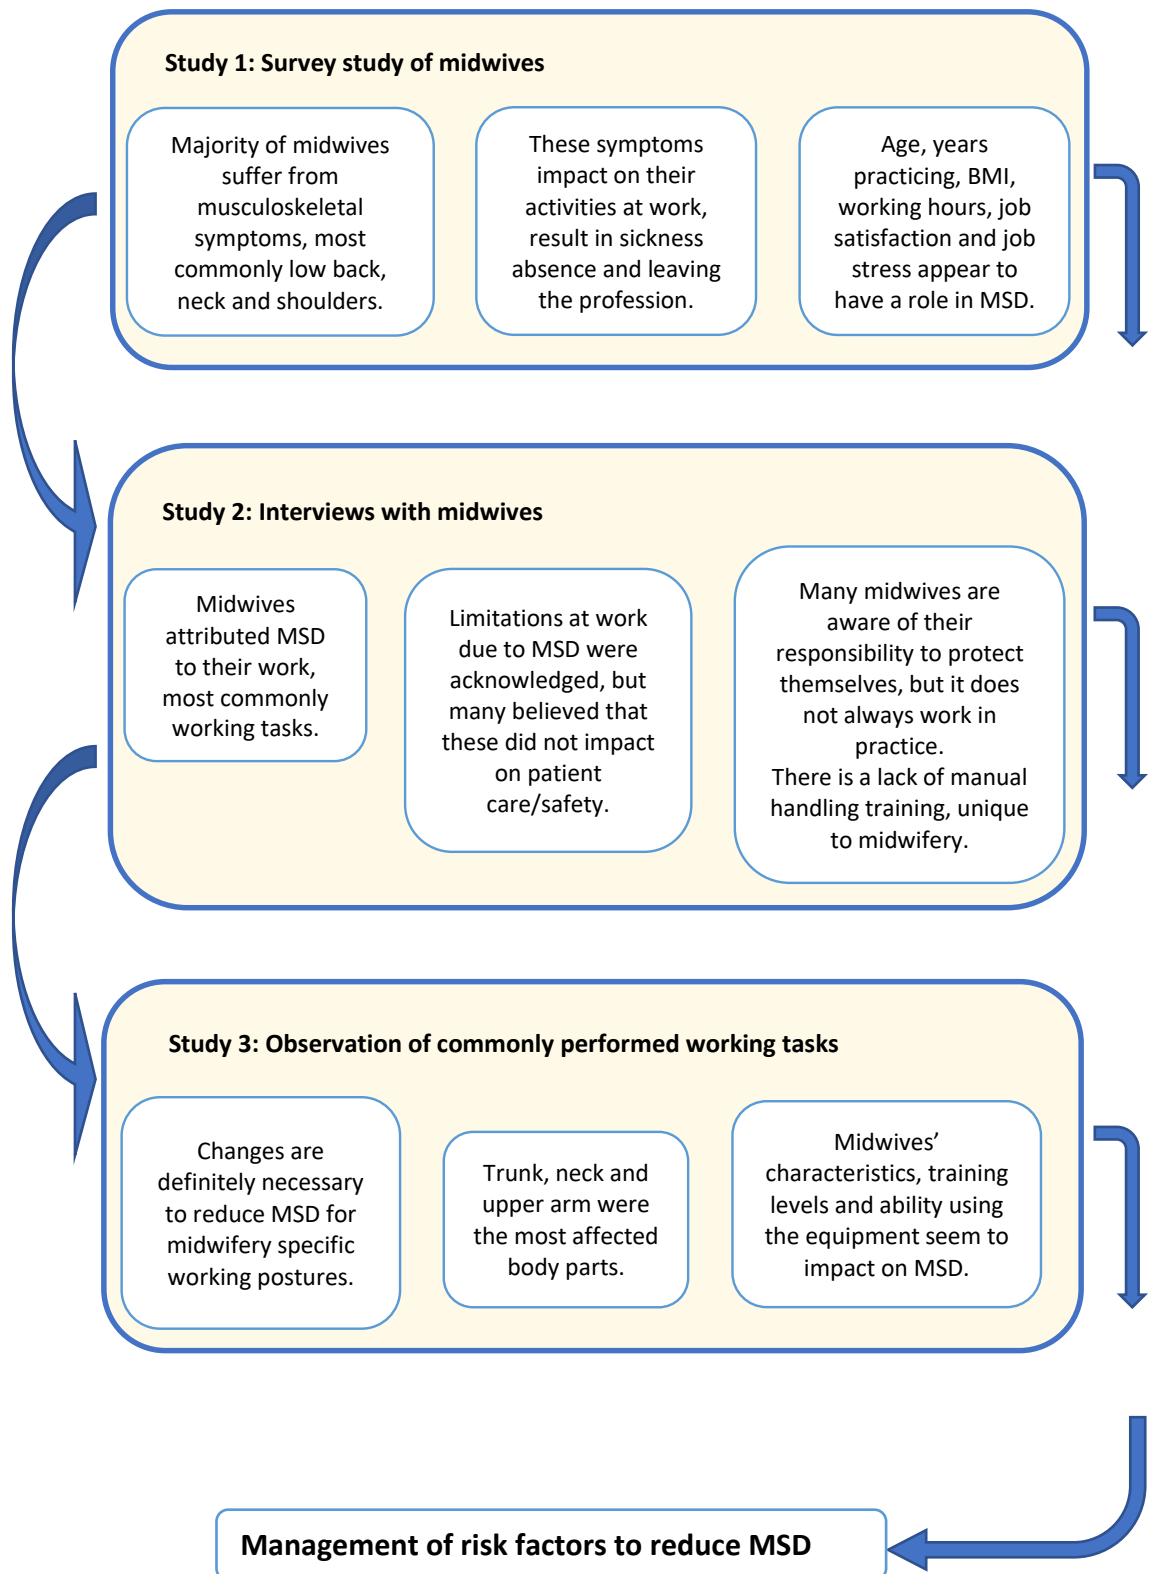 Study 1: Survey study of midwives
Majority of midwives
suffer from
musculoskeletal
symptoms, most
commonly low back,
neck and shoulders.
These symptoms
impact on their
activities at work,
result in sickness
absence and leaving
the profession.
Age, years
practicing, BMI,
working hours, job
satisfaction and job
stress appear to
have a role in MSD.
Study 2: Interviews with midwives
Midwives
attributed MSD
to their work,
most commonly
working tasks.
Limitations at work
due to MSD were
acknowledged, but
many believed that
these did not impact
on patient
care/safety.
Many midwives are
aware of their
responsibility to protect
themselves, but it does
not always work in
practice.
There is a lack of manual
handling training, unique
to midwifery.
Study 3: Observation of commonly performed working tasks
Changes are
definitely necessary
to reduce MSD for
midwifery specific
working postures.
Trunk, neck and
upper arm were
the most affected
body parts.
Midwives’
characteristics, training
levels and ability using
the equipment seem to
impact on MSD.
Management of risk factors to reduce MSD